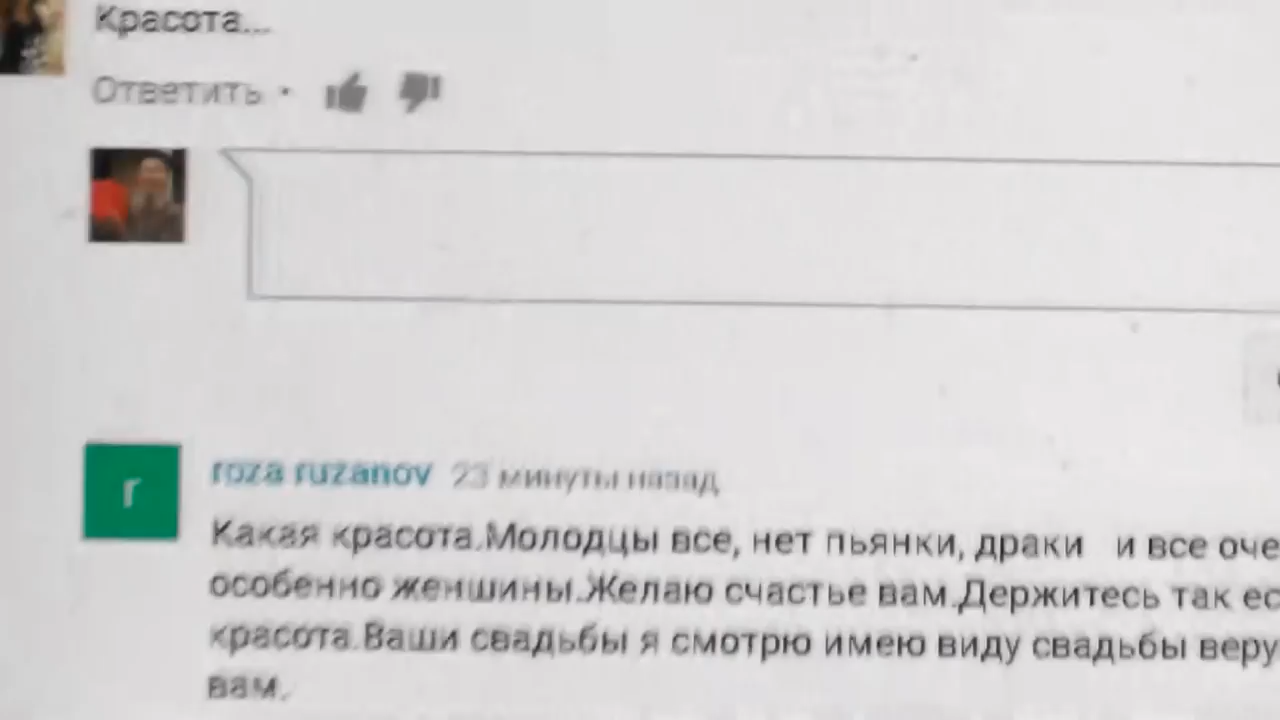 Красота...
Ответить •
r
roza ruzanov 23 минуты назад
Какая красота.Молодцы все, нет пьянки, драки и все оче
особенно женшины.Желаю счастье вам.Держитесь так ес
красота.Ваши свадьбы я смотрю имею виду свадьбы веру
вам.